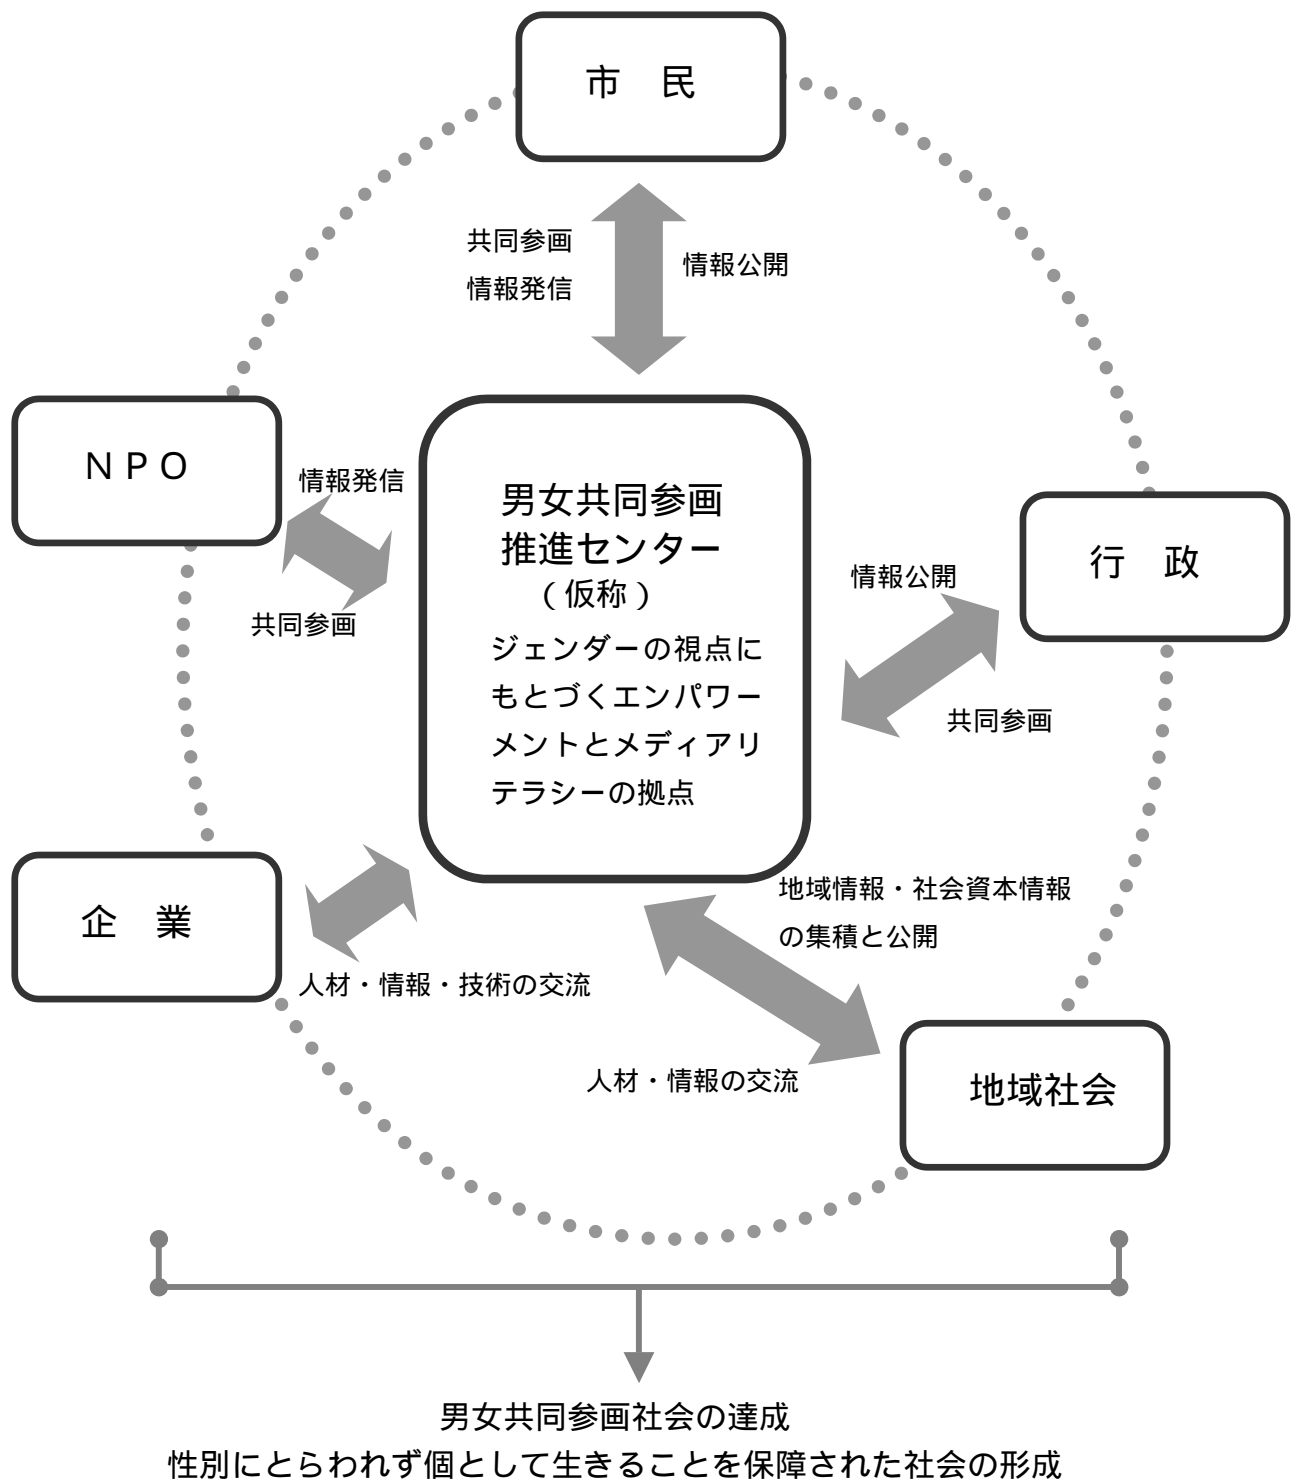 市　民
共同参画
情報発信
情報公開
ＮＰＯ
情報発信
共同参画
男女共同参画
推進センター
（仮称）
ジェンダーの視点に
もとづくエンパワー
メントとメディアリ
テラシーの拠点
行　政
情報公開
共同参画
企　業
人材・情報・技術の交流
地域情報・社会資本情報
の集積と公開
人材・情報の交流
地域社会
男女共同参画社会の達成
性別にとらわれず個として生きることを保障された社会の形成